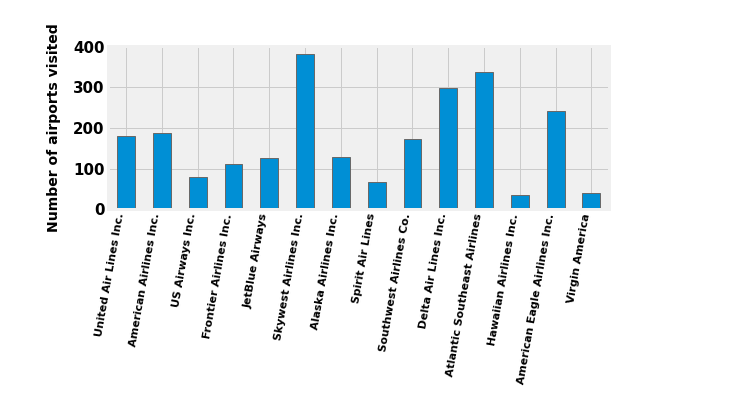 Number of airports visited
400
300
200
100
0
United Air Lines Inc.
American Airlines Inc.
US Airways Inc.
Frontier Airlines Inc.
JetBlue Airways
Skywest Airlines Inc.
Alaska Airlines Inc.
Spirit Air Lines
Southwest Airlines Co.
Delta Air Lines Inc.
Atlantic Southeast Airlines
Hawaiian Airlines Inc.
American Eagle Airlines Inc.
Virgin America